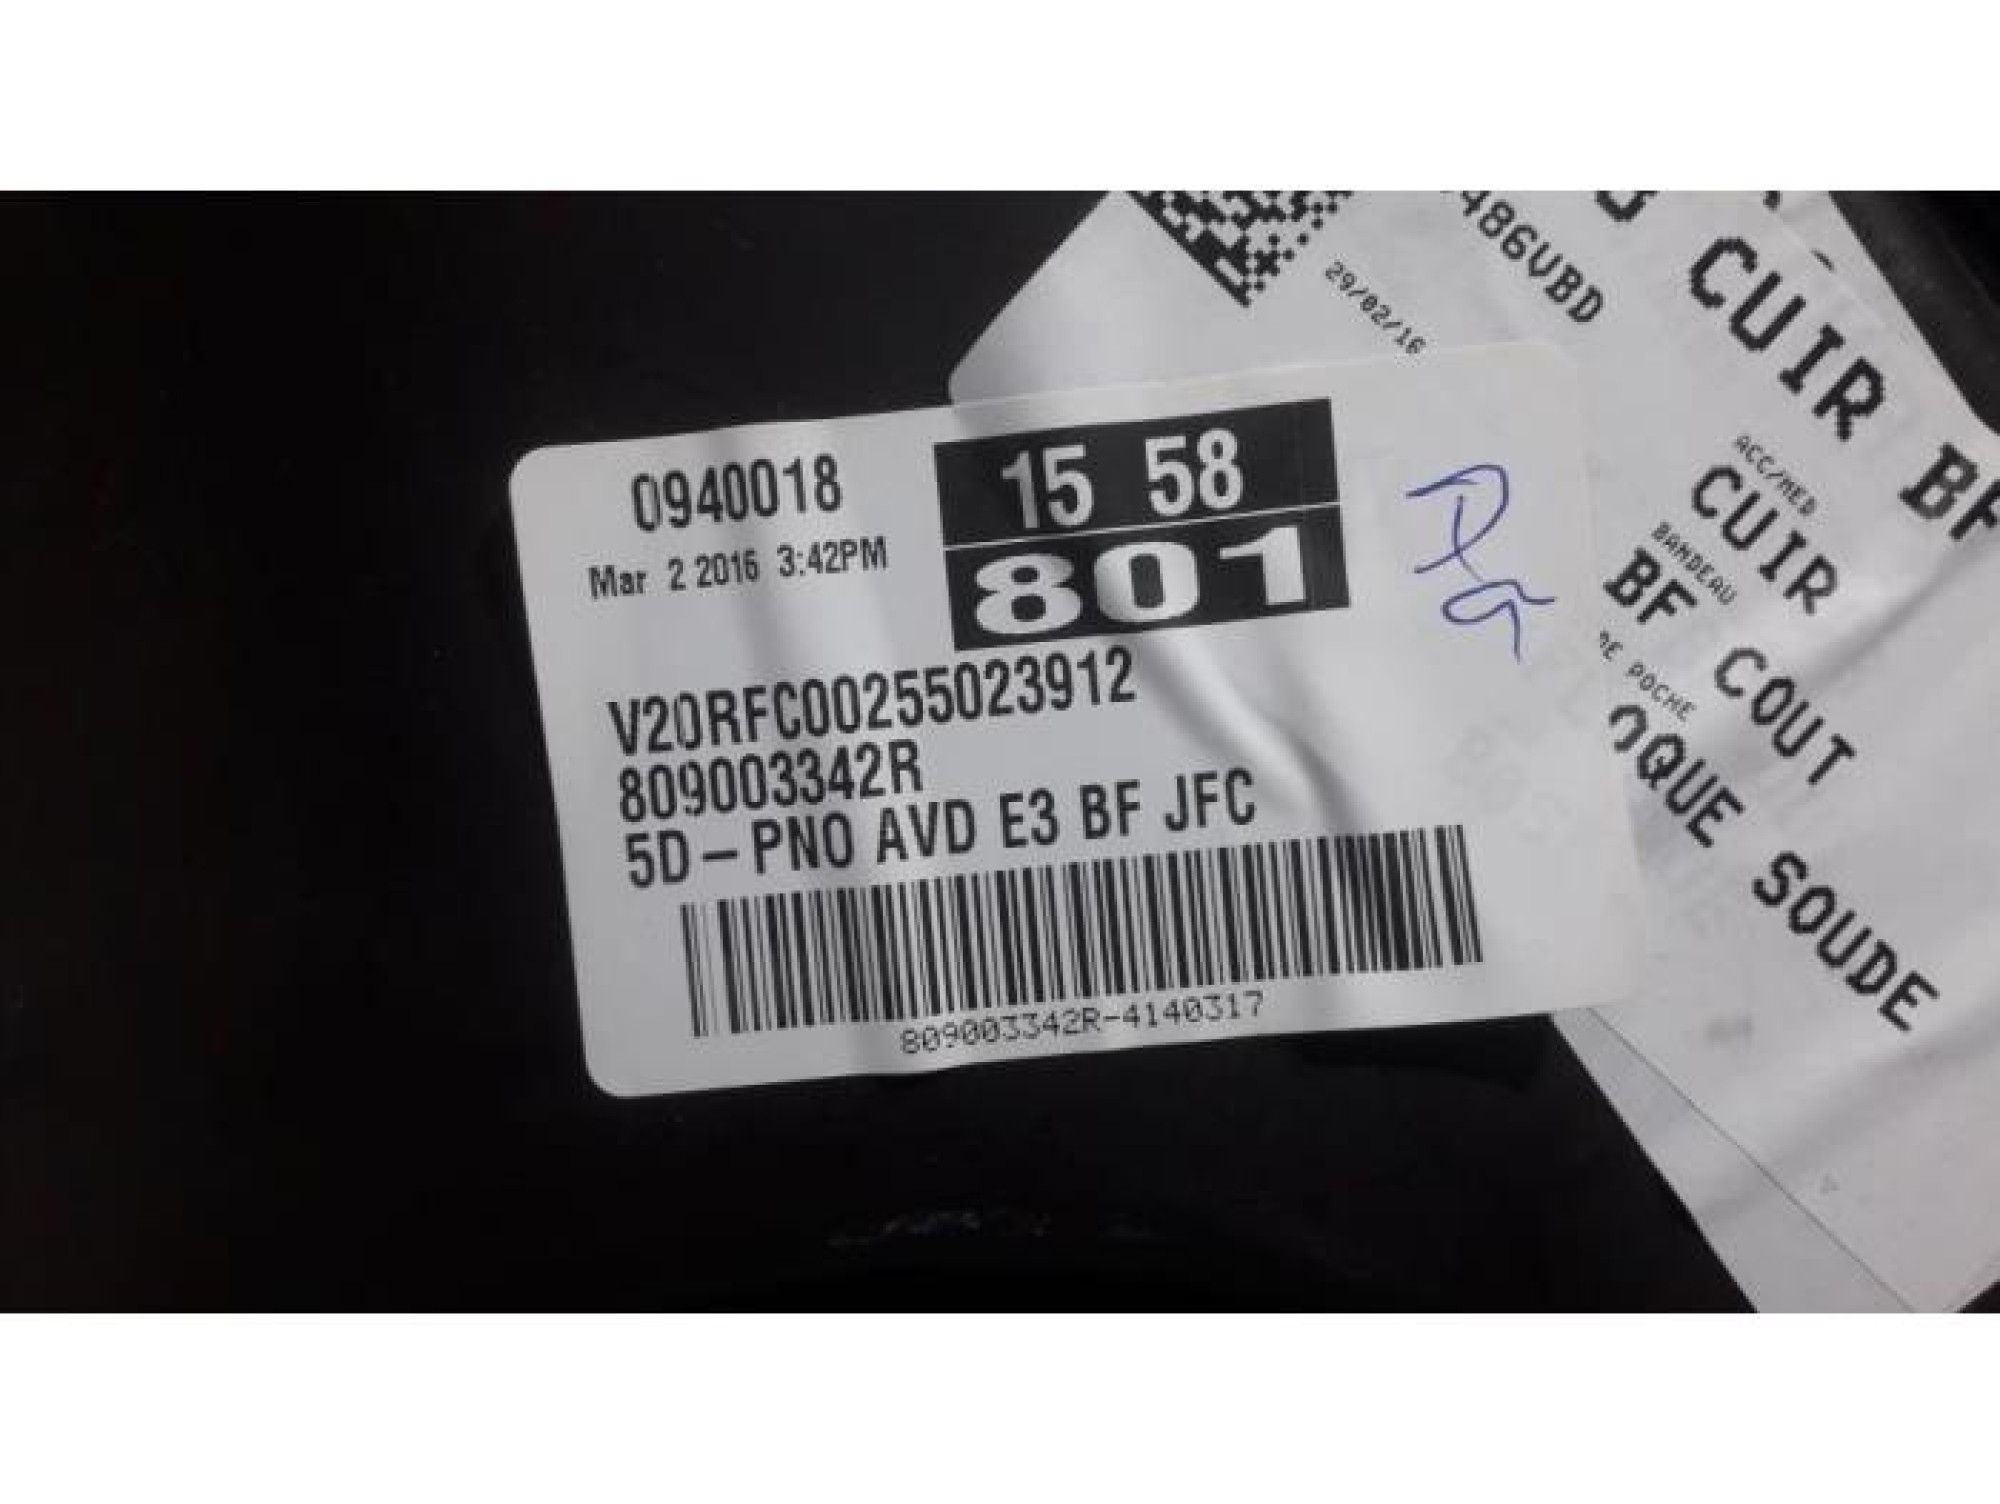 0940018
15 58
Mar 2 2016 3:42PM
801
V20RFC00255023912
809003342R
5D-PNO AVD E3 BF JFC
809003342R-4140317
486VBD
29/02/16
CUIR BF
ACC/MED
CUIR
BANDEAU
BF COUT
POCHE
SOUDE